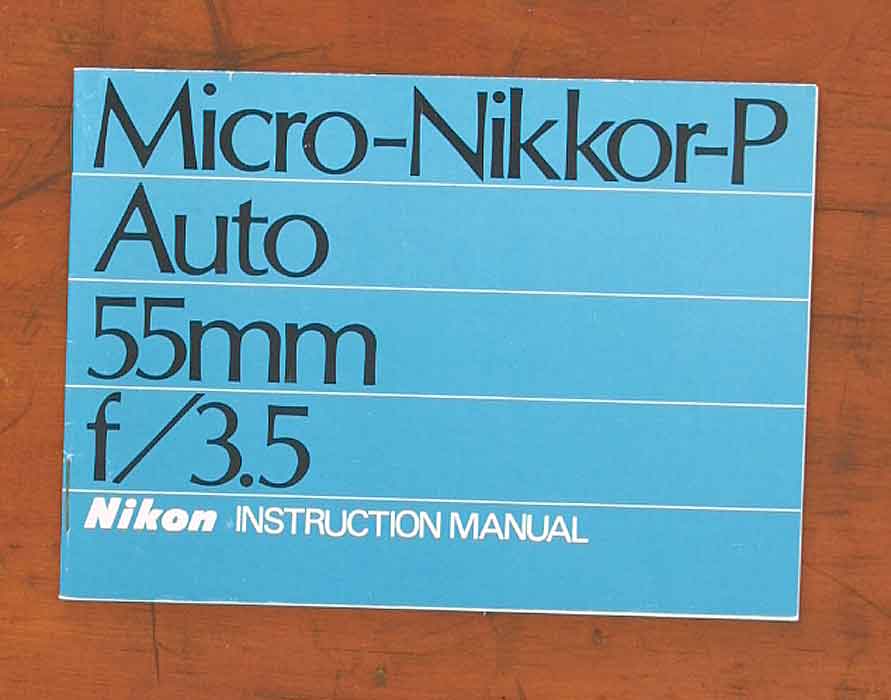 Micro-Nikkor-P
Auto
55mm
f/3.5
Nikon INSTRUCTION MANUAL